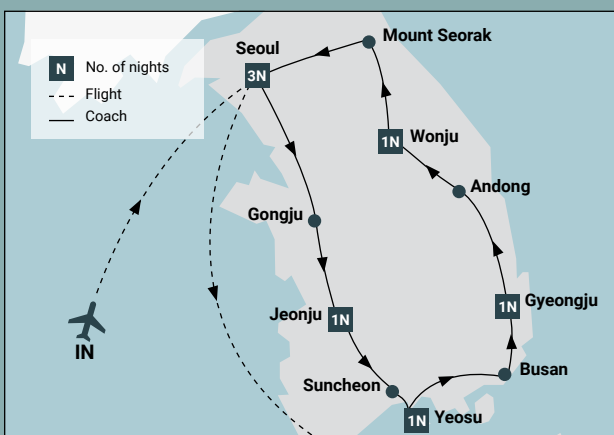 N No. of nights
Flight
Coach
Seoul
3N
Mount Seorak
1N Wonju
Andong
Gongju
Jeonju 1N
1N Gyeongju
Suncheon
Busan
1N Yeosu
IN